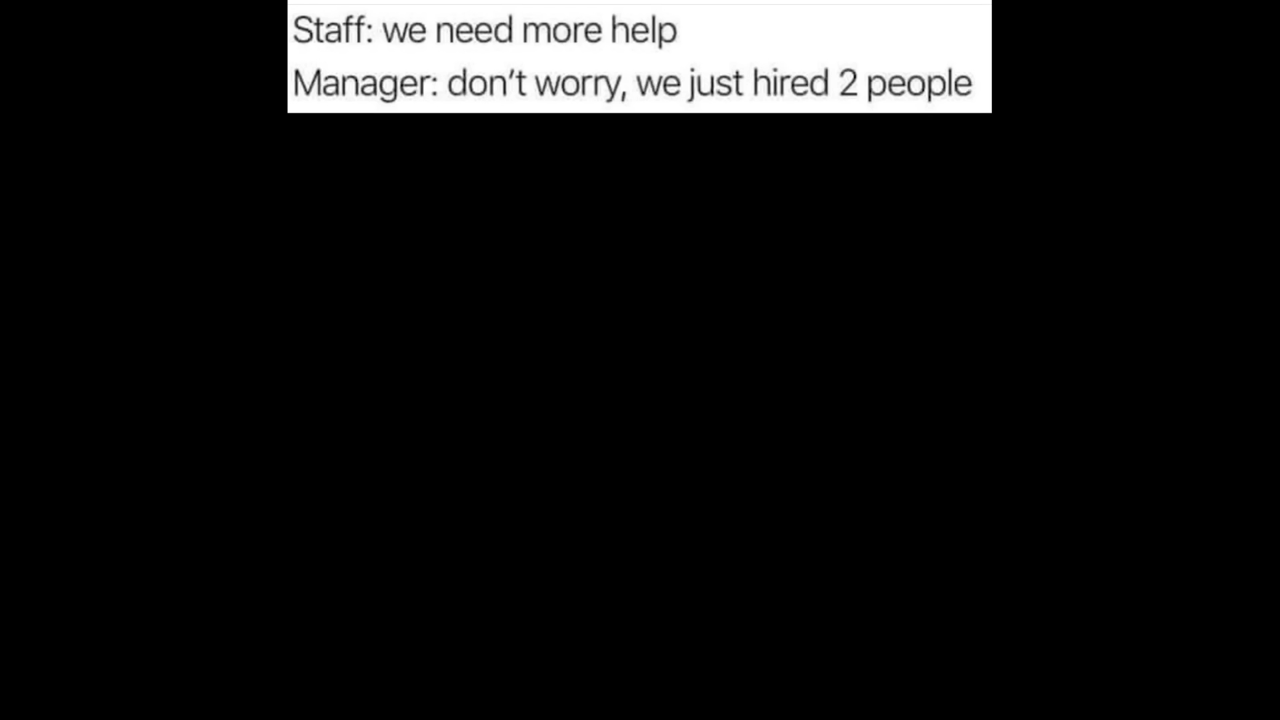 Staff: we need more help
Manager: don’t worry, we just hired 2 people